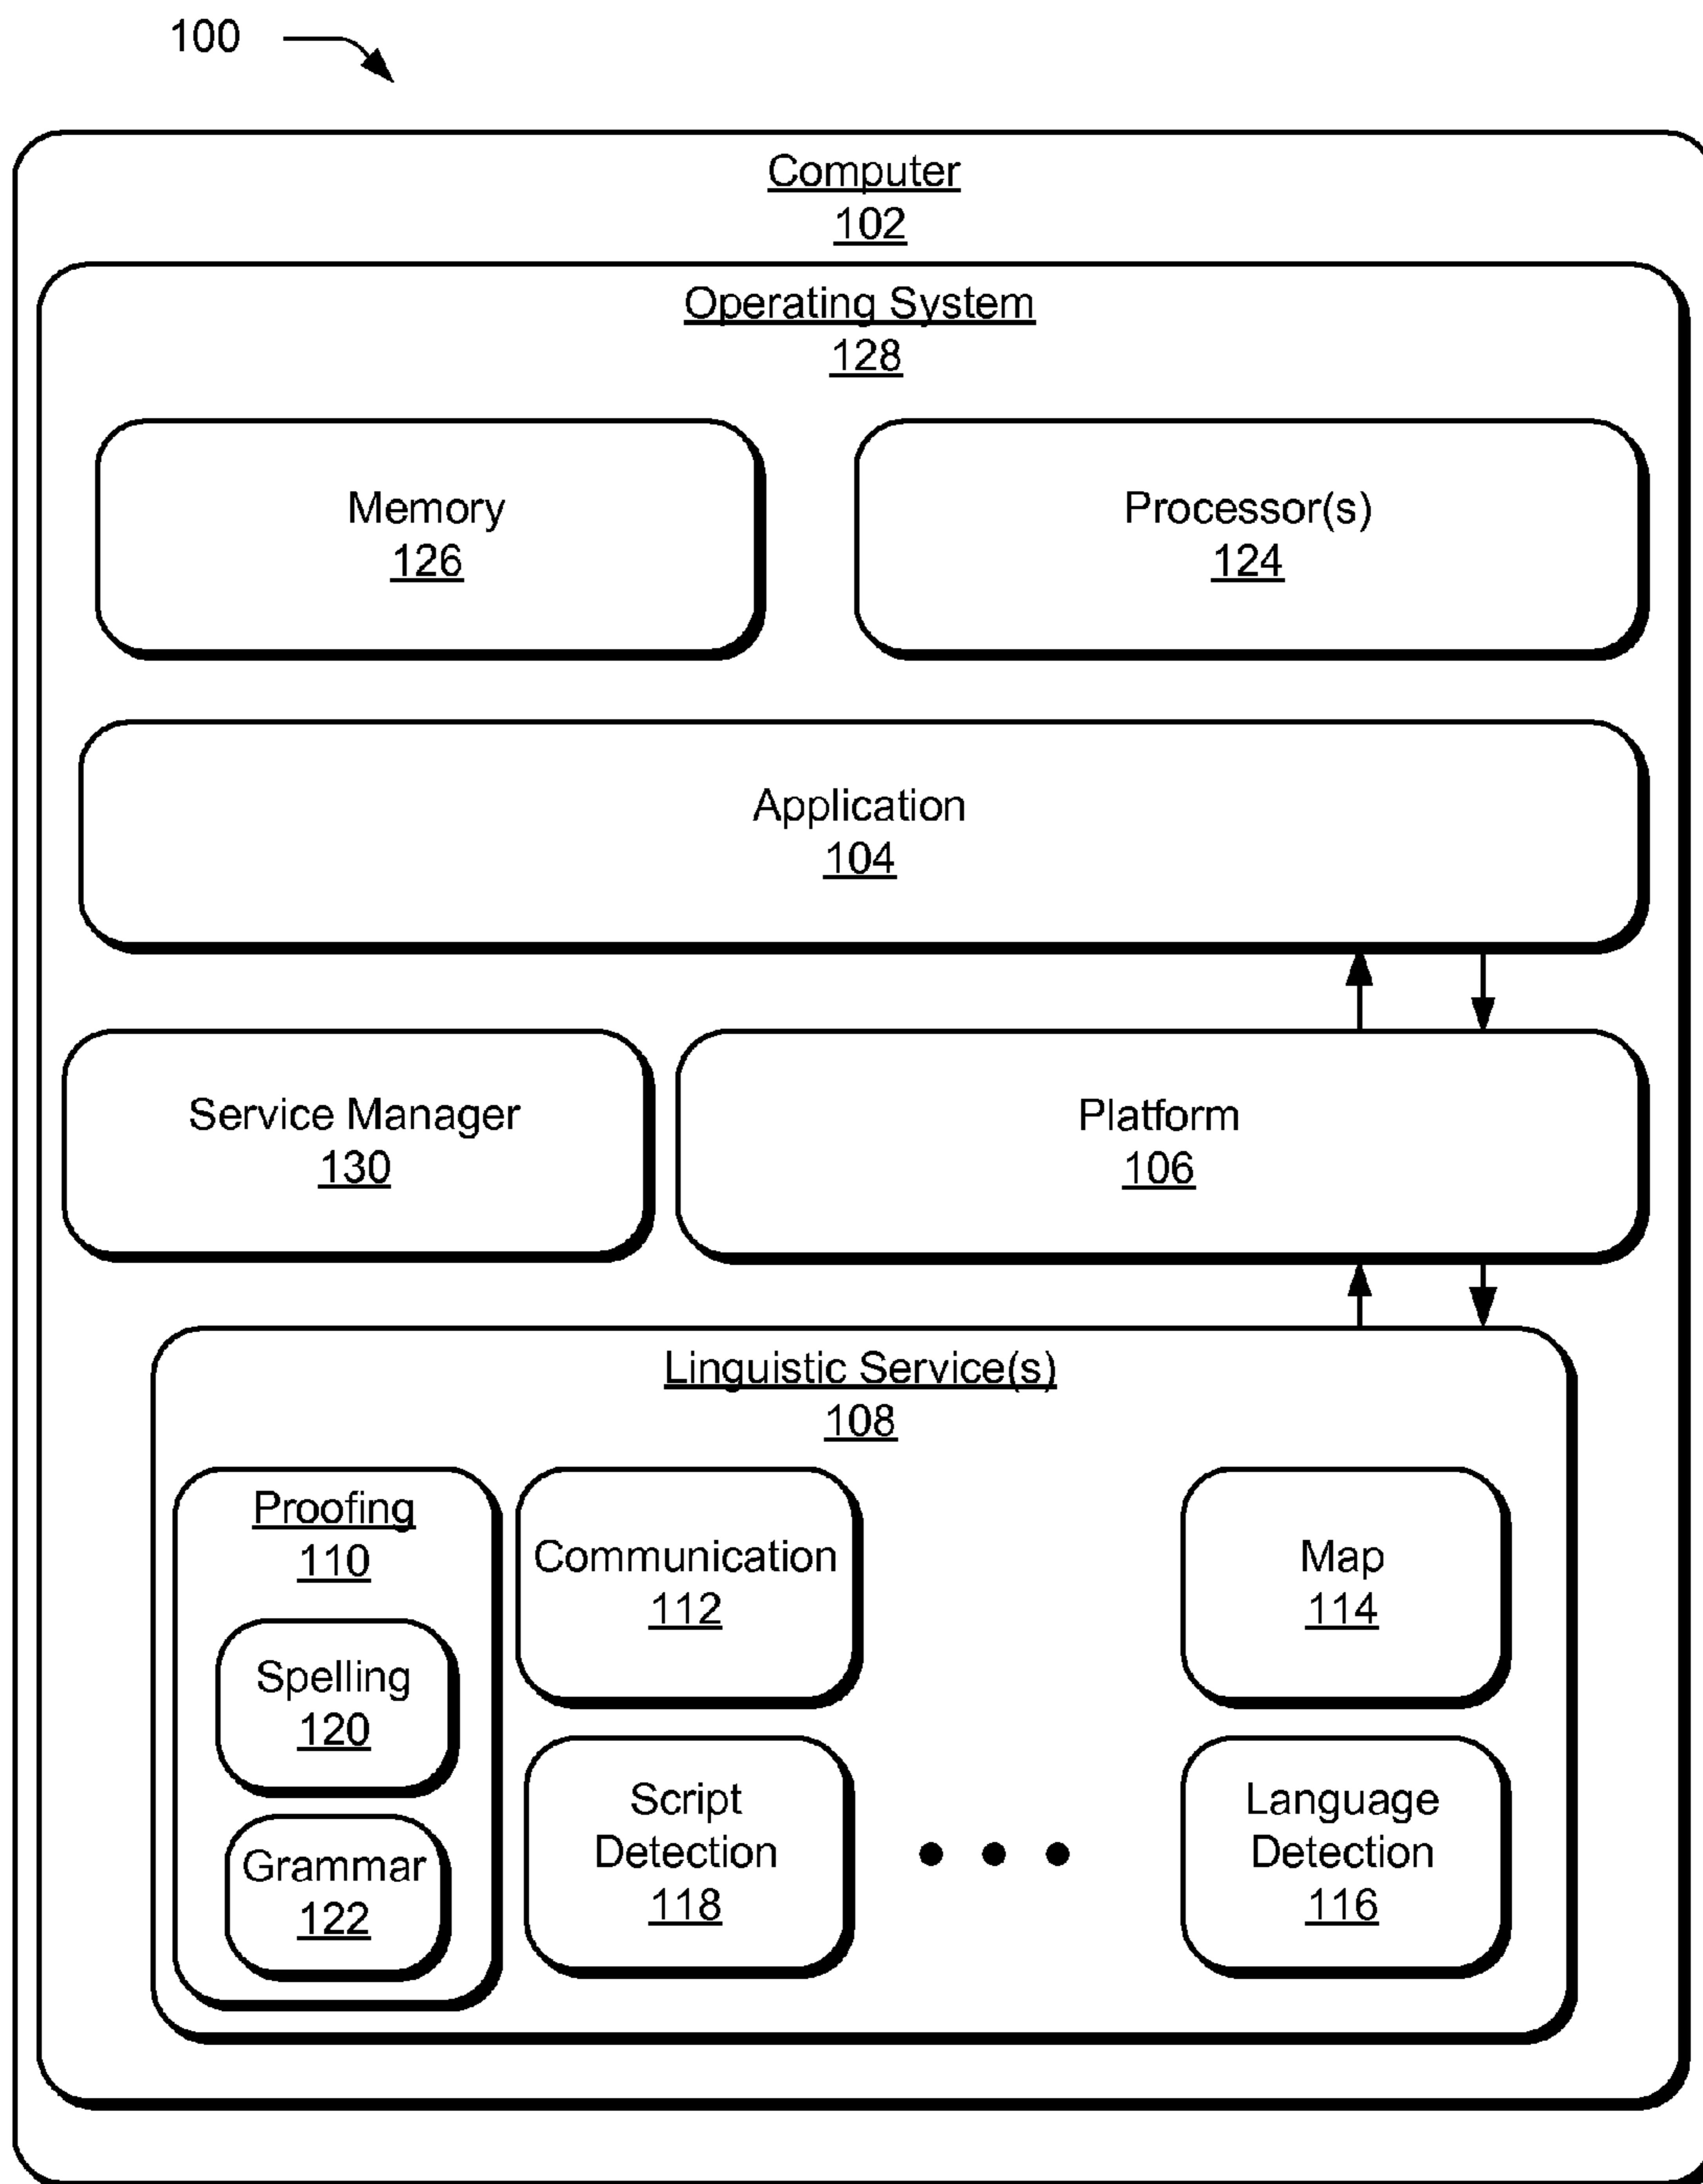 100
Computer
102
Operating System
128
Memory
126
Processor(s)
124
Application
104
Service Manager
130
Platform
106
Linguistic Service(s)
108
Proofing
110
Spelling
120
Grammar
122
Communication
112
Map
114
Script
Detection
118
Language
Detection
116